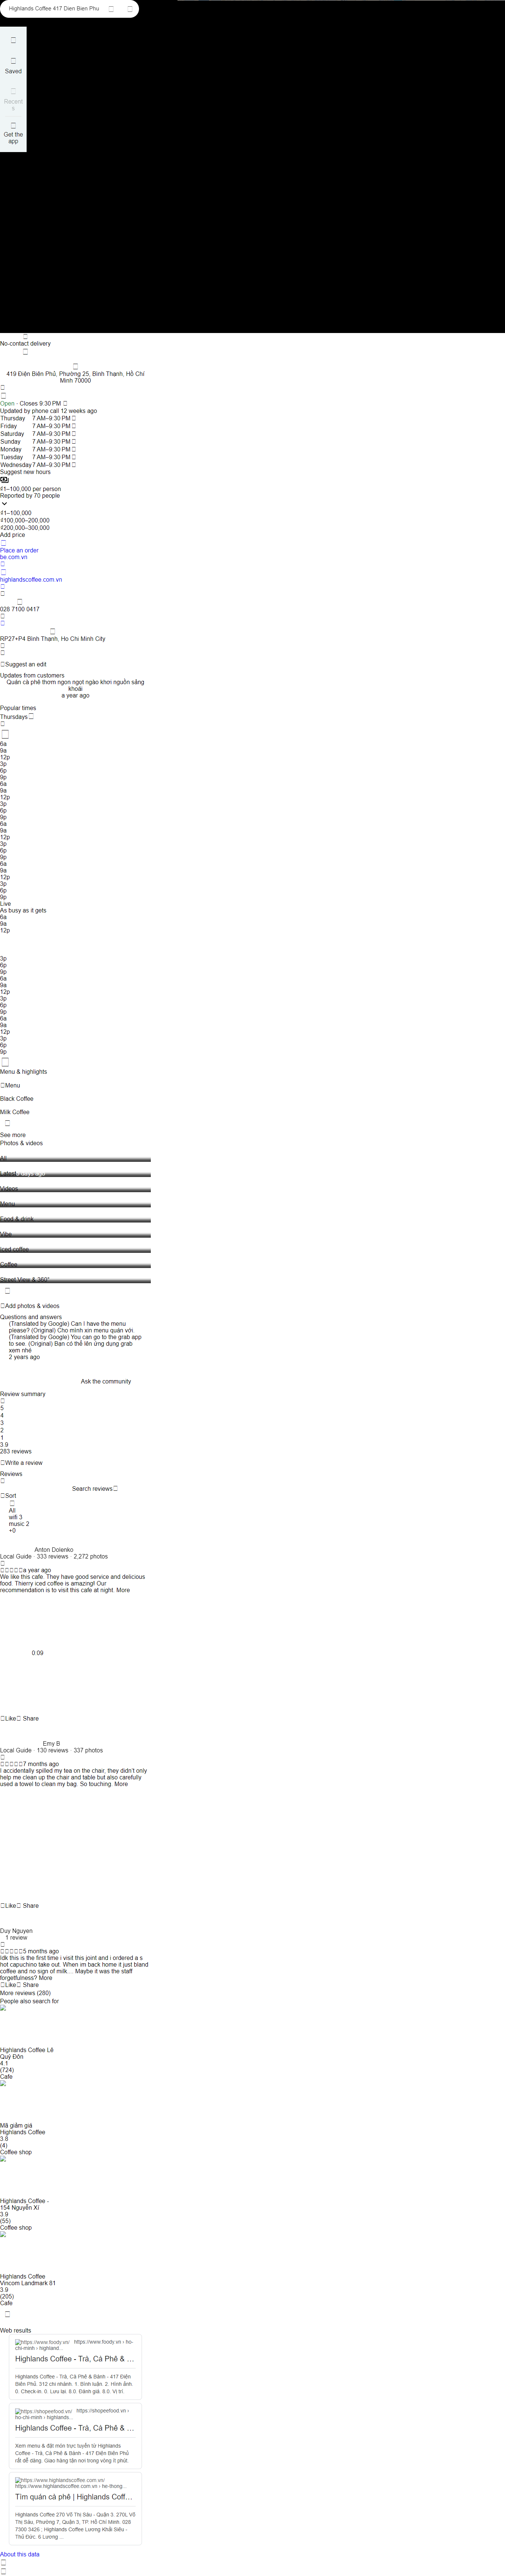 Highlands Coffee 417 Dien Bien Phu
Saved
Recent
s
Get the
app
No-contact delivery
419 Điện Biên Phủ, Phường 25, Bình Thạnh, Hồ Chí
Minh 70000
Open · Closes 9:30 PM
Updated by phone call 12 weeks ago
Thursday 7 AM–9:30 PM
Friday 7 AM–9:30 PM
Saturday 7 AM–9:30 PM
Sunday 7 AM–9:30 PM
Monday 7 AM–9:30 PM
Tuesday 7 AM–9:30 PM
Wednesday 7 AM–9:30 PM
Suggest new hours
₫1–100,000 per person
Reported by 70 people
₫1–100,000
₫100,000–200,000
₫200,000–300,000
Add price
Place an order
be.com.vn
highlandscoffee.com.vn
028 7100 0417
RP27+P4 Bình Thạnh, Ho Chi Minh City
Suggest an edit
Updates from customers
Quán cà phê thơm ngon ngọt ngào khơi nguồn sảng
khoái.
a year ago
Popular times
Thursdays
6a
9a
12p
3p
6p
9p
6a
9a
12p
3p
6p
9p
6a
9a
12p
3p
6p
9p
6a
9a
12p
3p
6p
9p
Live
As busy as it gets
6a
9a
12p
3p
6p
9p
6a
9a
12p
3p
6p
9p
6a
9a
12p
3p
6p
9p
Menu & highlights
Menu
Black Coffee
Milk Coffee
See more
Photos & videos
All
Latest
Videos
Menu
Food & drink
Vibe
Iced coffee
Coffee
Street View & 360°
Add photos & videos
Questions and answers
(Translated by Google) Can I have the menu
please? (Original) Cho mình xin menu quán với.
(Translated by Google) You can go to the grab app
to see. (Original) Bạn có thể lên ứng dụng grab
xem nhé
2 years ago
Ask the community
Review summary
5
4
3
2
1
3.9
283 reviews
Write a review
Reviews
Search reviews
Sort
All
wifi 3
music 2
+0
Anton Dolenko
Local Guide · 333 reviews · 2,272 photos
a year ago
We like this cafe. They have good service and delicious
food. Thierry iced coffee is amazing!! Our
recommendation is to visit this cafe at night. More
0:09
Like Share
Emy B
Local Guide · 130 reviews · 337 photos
7 months ago
I accidentally spilled my tea on the chair, they didn’t only
help me clean up the chair and table but also carefully
used a towel to clean my bag. So touching. More
Like Share
Duy Nguyen
1 review
5 months ago
Idk this is the first time i visit this joint and i ordered a s
hot capuchino take out. When im back home it just bland
coffee and no sign of milk.... Maybe it was the staff
forgetfulness? More
Like Share
More reviews (280)
People also search for
Highlands Coffee Lê
Quý Đôn
4.1
(724)
Cafe
Mã giảm giá
Highlands Coffee
3.8
(4)
Coffee shop
Highlands Coffee -
154 Nguyễn Xí
3.9
(55)
Coffee shop
Highlands Coffee
Vincom Landmark 81
3.9
(205)
Cafe
Web results
https://www.foody.vn/ https://www.foody.vn › ho-
chi-minh › highland...
Highlands Coffee - Trà, Cà Phê & ...
Highlands Coffee - Trà, Cà Phê & Bánh - 417 Điện
Biên Phủ. 312 chi nhánh. 1. Bình luận. 2. Hình ảnh.
0. Check-in. 0. Lưu lại. 8.0. Đánh giá. 8.0. Vị trí.
https://shopeefood.vn/ https://shopeefood.vn ›
ho-chi-minh › highlands...
Highlands Coffee - Trà, Cà Phê & ...
Xem menu & đặt món trực tuyến từ Highlands
Coffee - Trà, Cà Phê & Bánh - 417 Điện Biên Phủ
rất dễ dàng. Giao hàng tận nơi trong vòng ít phút.
https://www.highlandscoffee.com.vn/
https://www.highlandscoffee.com.vn › he-thong...
Tìm quán cà phê | Highlands Coff...
Highlands Coffee 270 Võ Thị Sáu - Quận 3. 270L Võ
Thị Sáu, Phường 7, Quận 3, TP. Hồ Chí Minh. 028
7300 3426 ; Highlands Coffee Lương Khải Siêu -
Thủ Đức. 6 Lương ...
About this data